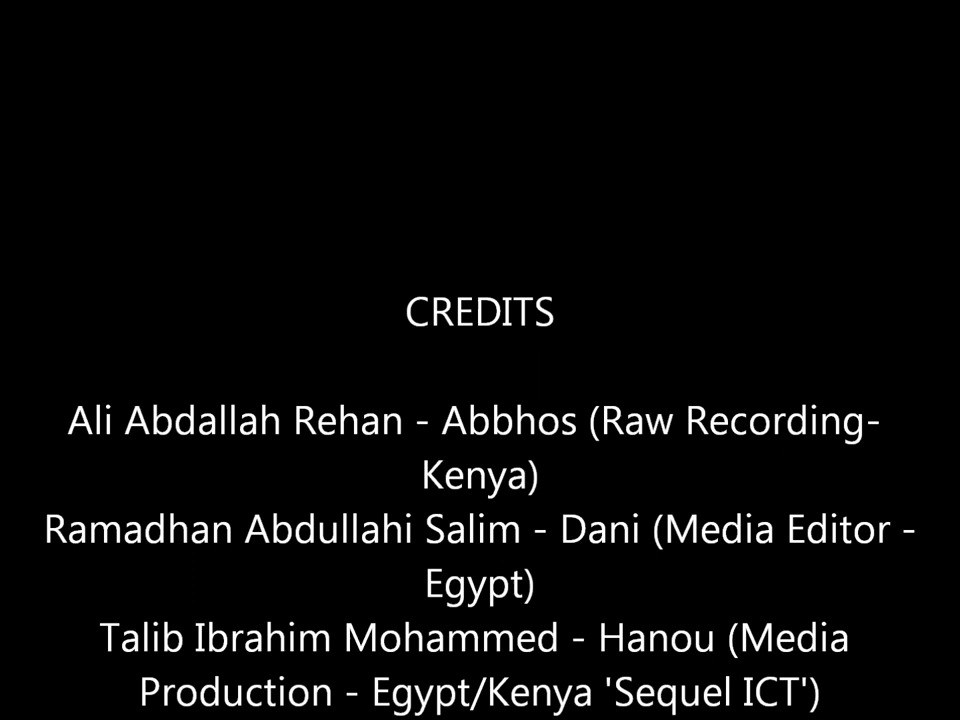 CREDITS
Ali Abdallah Rehan - Abbhos (Raw Recording-
Kenya)
Ramadhan Abdullahi Salim - Dani (Media Editor -
Egypt)
Talib Ibrahim Mohammed - Hanou (Media
Production - Egypt/Kenya 'Sequel ICT')